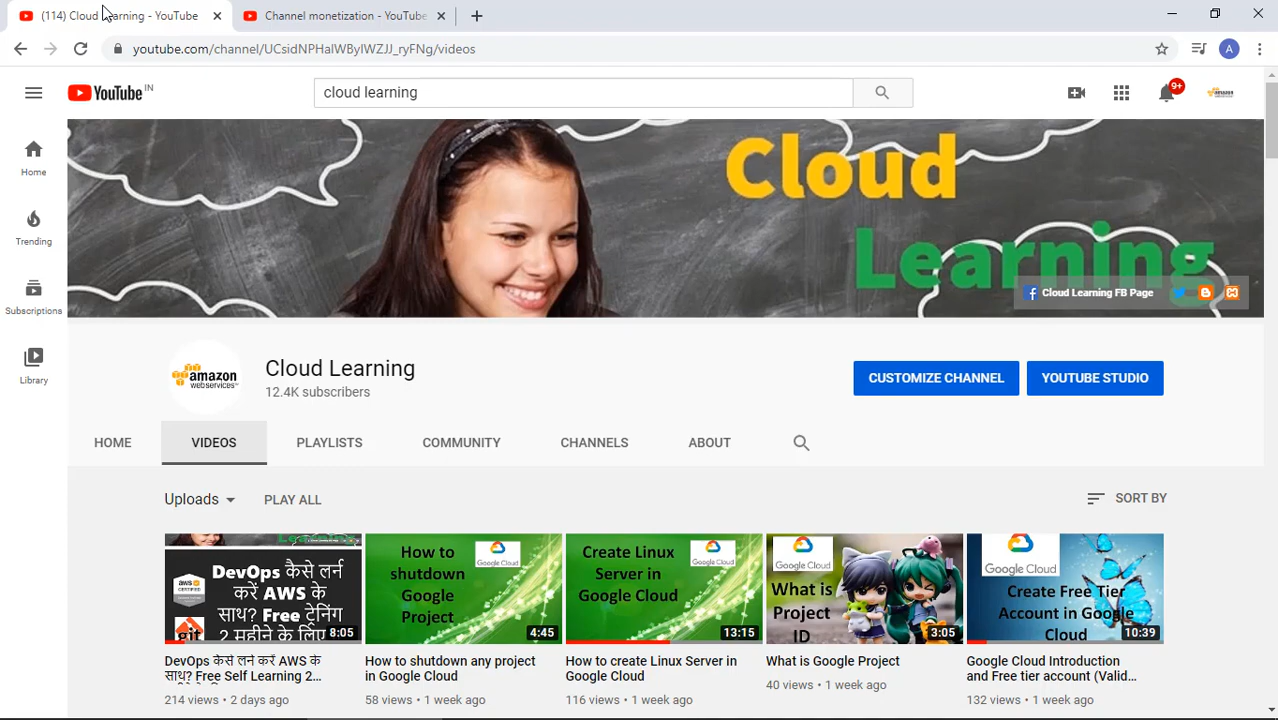 (114) Cloud Learning - YouTube
Channel monetization - YouTube
youtube.com/channel/UCsidNPHalWBylWZJJ_ryFNg/videos
A
YouTube IN
cloud learning
9+
Home
Trending
Subscriptions
Library
Cloud
Learning
Cloud Learning FB Page
amazon
webservices™
Cloud Learning
12.4K subscribers
CUSTOMIZE CHANNEL
YOUTUBE STUDIO
HOME
VIDEOS
PLAYLISTS
COMMUNITY
CHANNELS
ABOUT
Uploads
PLAY ALL
SORT BY
aws
CERTIFIED
DevOps कैसे लर्न
करें AWS के
साथ? Free ट्रेनिंग
2 महीने के लिए
git
8:05
DevOps कैसे लर्न करें AWS के
साथ? Free Self Learning 2...
214 views • 2 days ago
How to
shutdown
Google
Project
Google Cloud
4:45
How to shutdown any project
in Google Cloud
58 views • 1 week ago
Create Linux
Server in
Google Cloud
Google Cloud
13:15
How to create Linux Server in
Google Cloud
116 views • 1 week ago
Google Cloud
What is
Project
ID
3:05
What is Google Project
40 views • 1 week ago
Google Cloud
Create Free Tier
Account in Google
Cloud
10:39
Google Cloud Introduction
and Free tier account (Valid...
132 views • 1 week ago